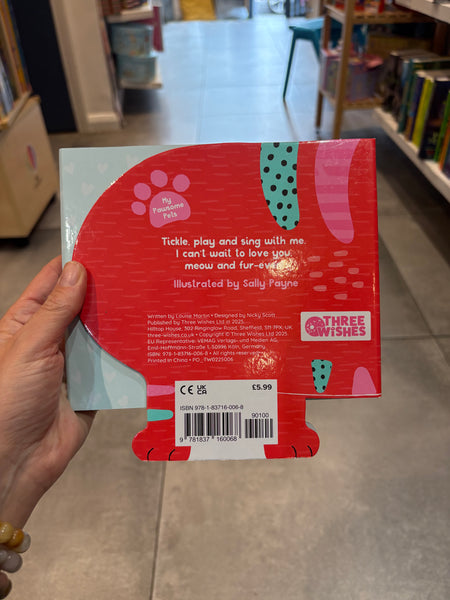 My
Pawsome
Pets
Tickle, play and sing with me.
I can't wait to love you,
meow and fur-ever!
Illustrated by Sally Payne
Written by Louise Martin • Designed by Nicky Scott
Published by Three Wishes Ltd in 2025
Hilltop House, 302 Ringinglow Road, Sheffield, S11 7PX, UK
three-wishes.co.uk • Copyright © Three Wishes Ltd 2025
EU Representative: VEMAG Verlags- und Medien AG,
Emil-Hoffmann-Straße 1, 50996 Köln, Germany
ISBN: 978-1-83716-006-8 • All rights reserved
Printed in China • PO_TW0225006
THREE
WISHES
CE UK
CA
£5.99
ISBN 978-1-83716-006-8
90100
9 781837 160068